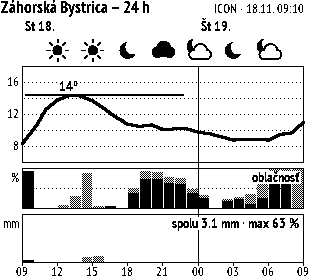 Záhorská Bystrica – 24 h
ICON · 18.11. 09:10
St 18.
Št 19.
16
14°
12
8
%
oblačnosť
mm
spolu 3.1 mm · max 63 %
09 12 15 18 21 00 03 06 09